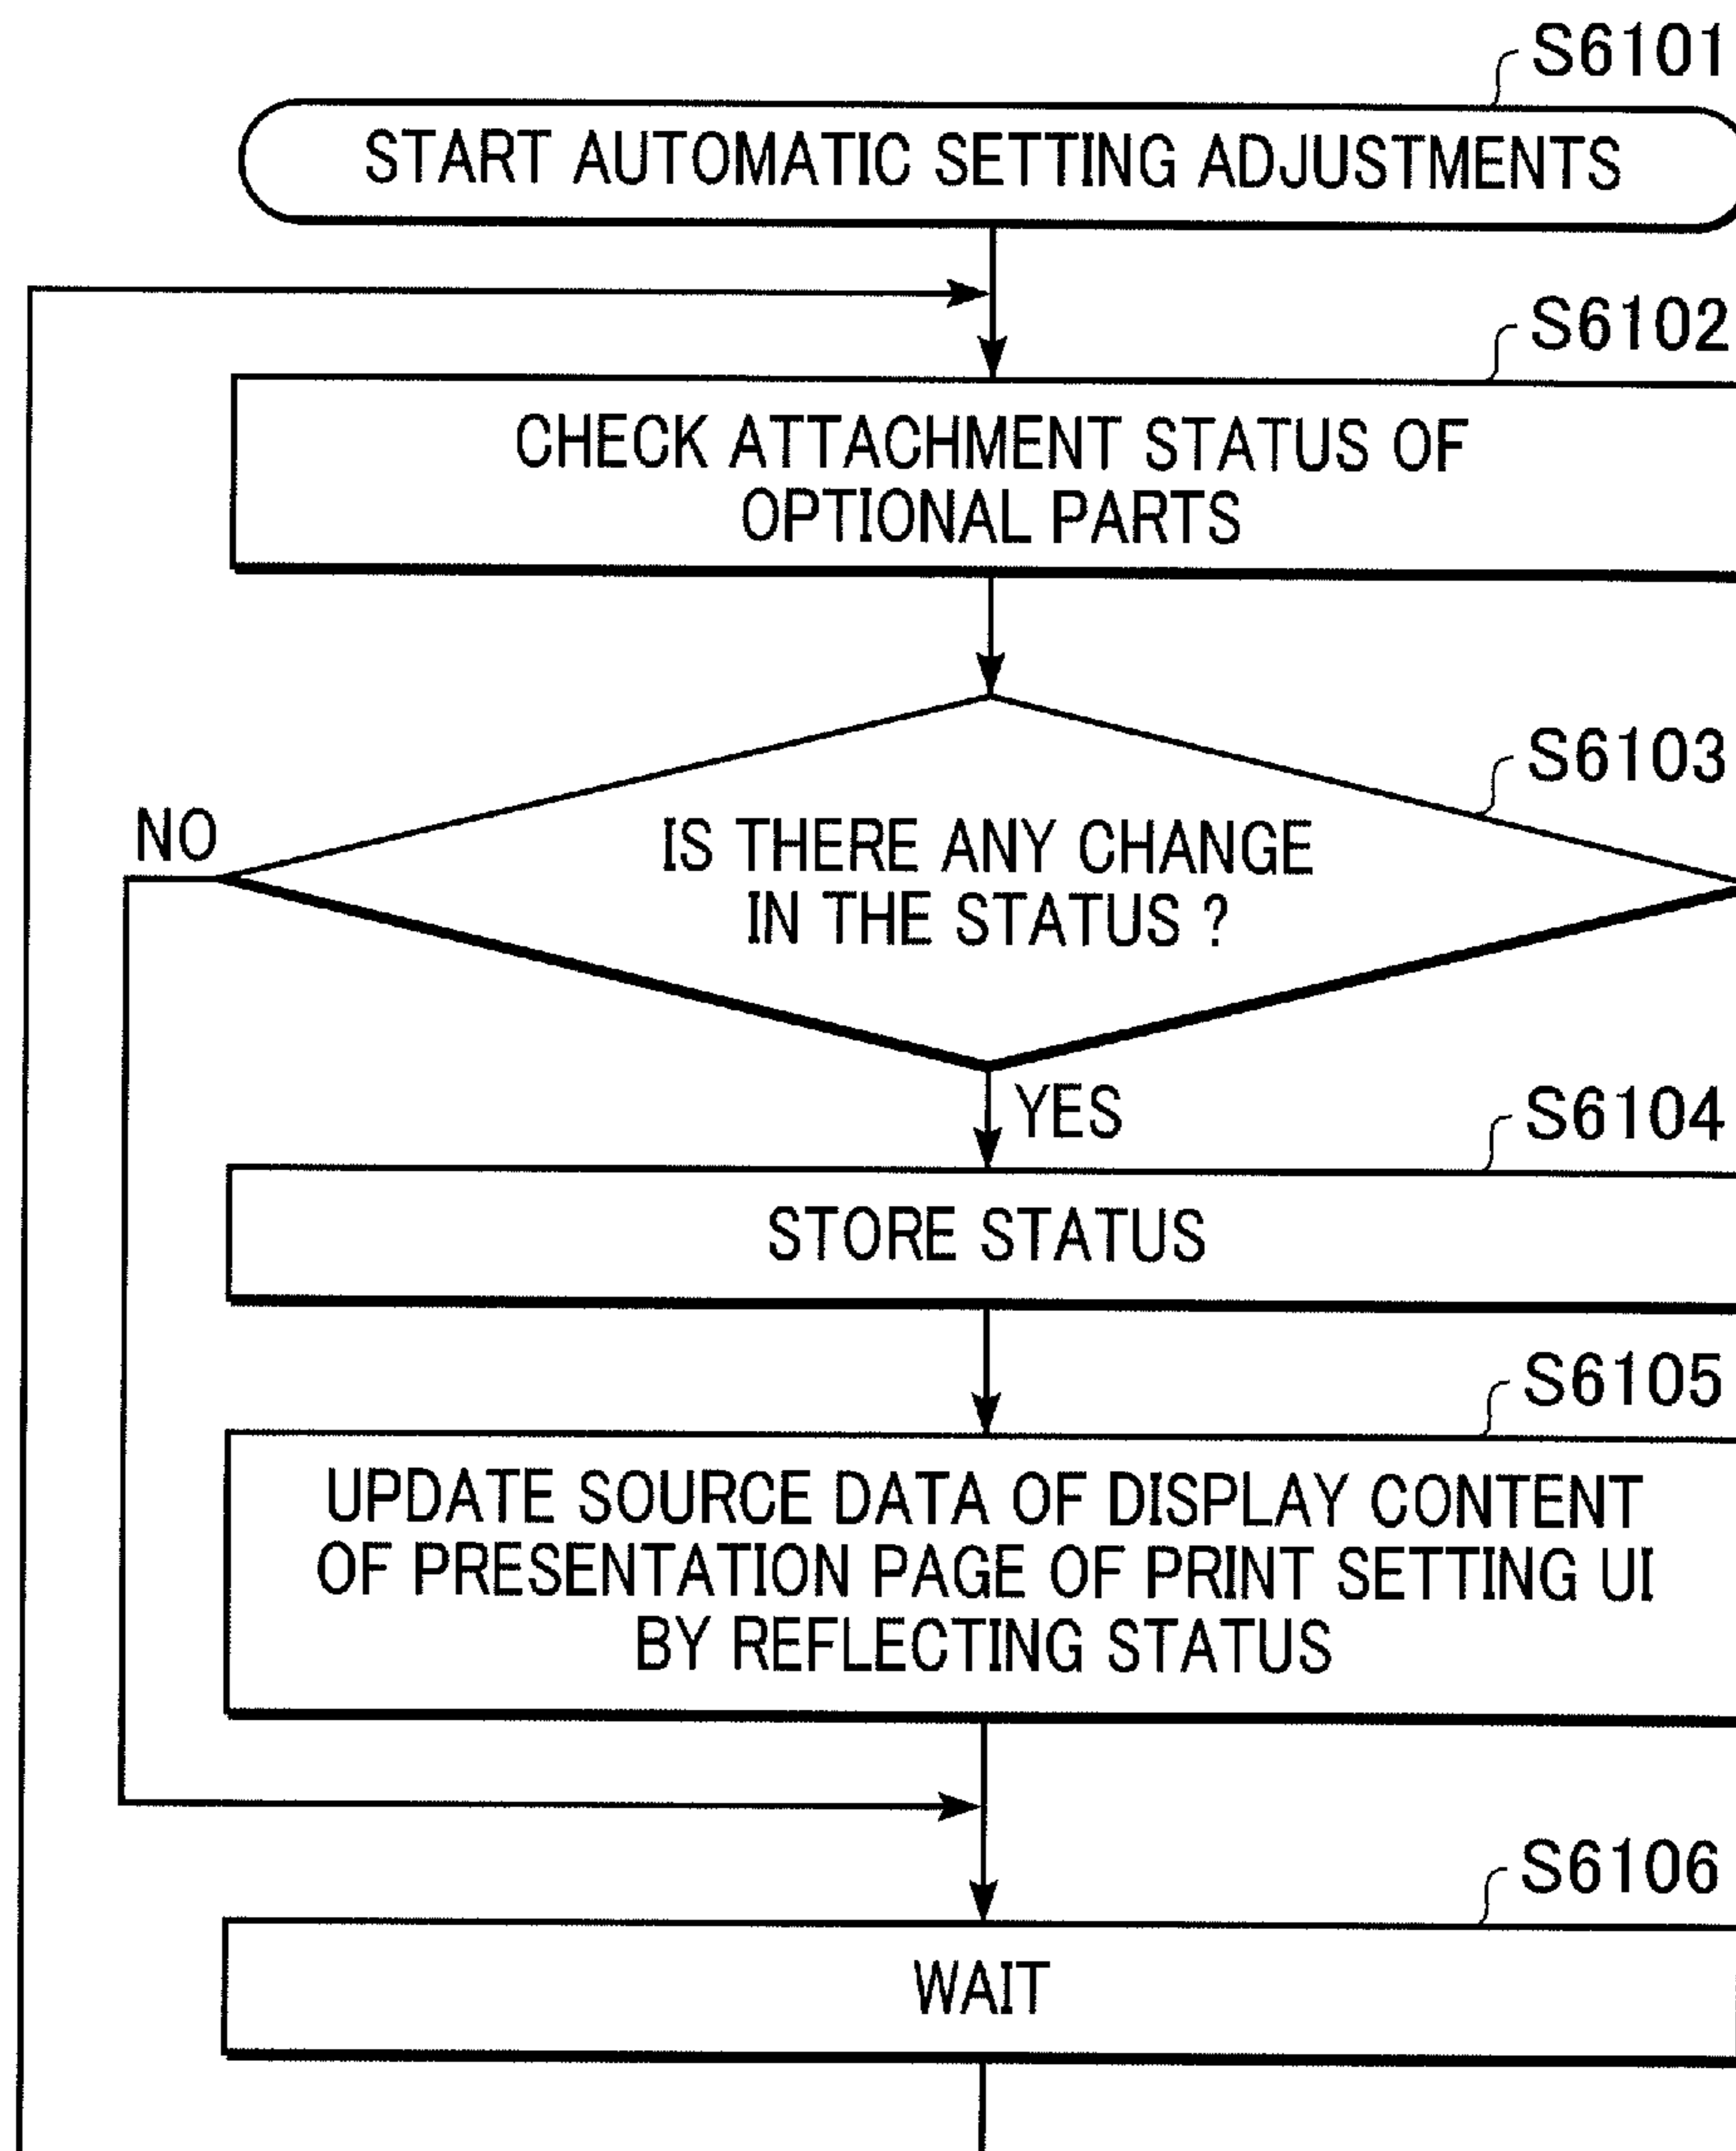 S6101
START AUTOMATIC SETTING ADJUSTMENTS
S6102
CHECK ATTACHMENT STATUS OF
OPTIONAL PARTS
S6103
NO
IS THERE ANY CHANGE
IN THE STATUS ?
YES
S6104
STORE STATUS
S6105
UPDATE SOURCE DATA OF DISPLAY CONTENT
OF PRESENTATION PAGE OF PRINT SETTING UI
BY REFLECTING STATUS
S6106
WAIT